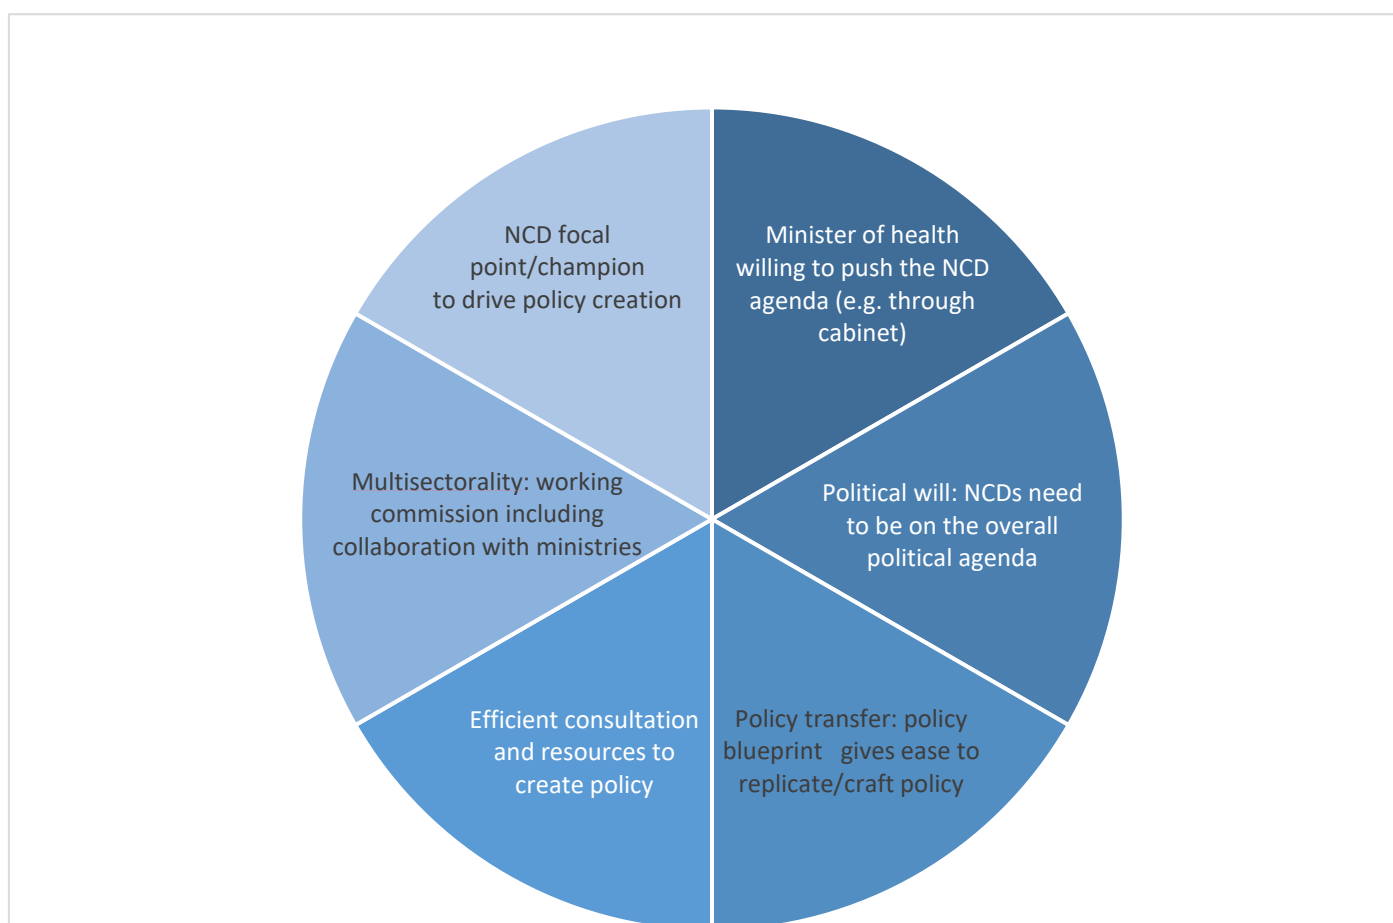 NCD focal
point/champion
to drive policy creation
Minister of health
willing to push the NCD
agenda (e.g. through
cabinet)
Multisectorality: working
commission including
collaboration with ministries
Political will: NCDs need
to be on the overall
political agenda
Efficient consultation
and resources to
create policy
Policy transfer: policy
blueprint   gives ease to
replicate/craft policy